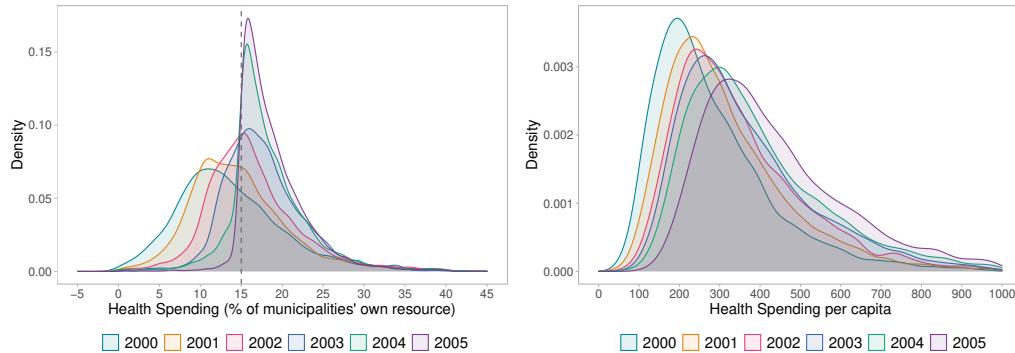 Density
0.15
0.10
0.05
0.00
−5 0 5 10 15 20 25 30 35 40 45
Health Spending (% of municipalities' own resource)
2000 2001 2002 2003 2004 2005
Density
0.003
0.002
0.001
0.000
0 100 200 300 400 500 600 700 800 900 1000
Health Spending per capita
2000 2001 2002 2003 2004 2005